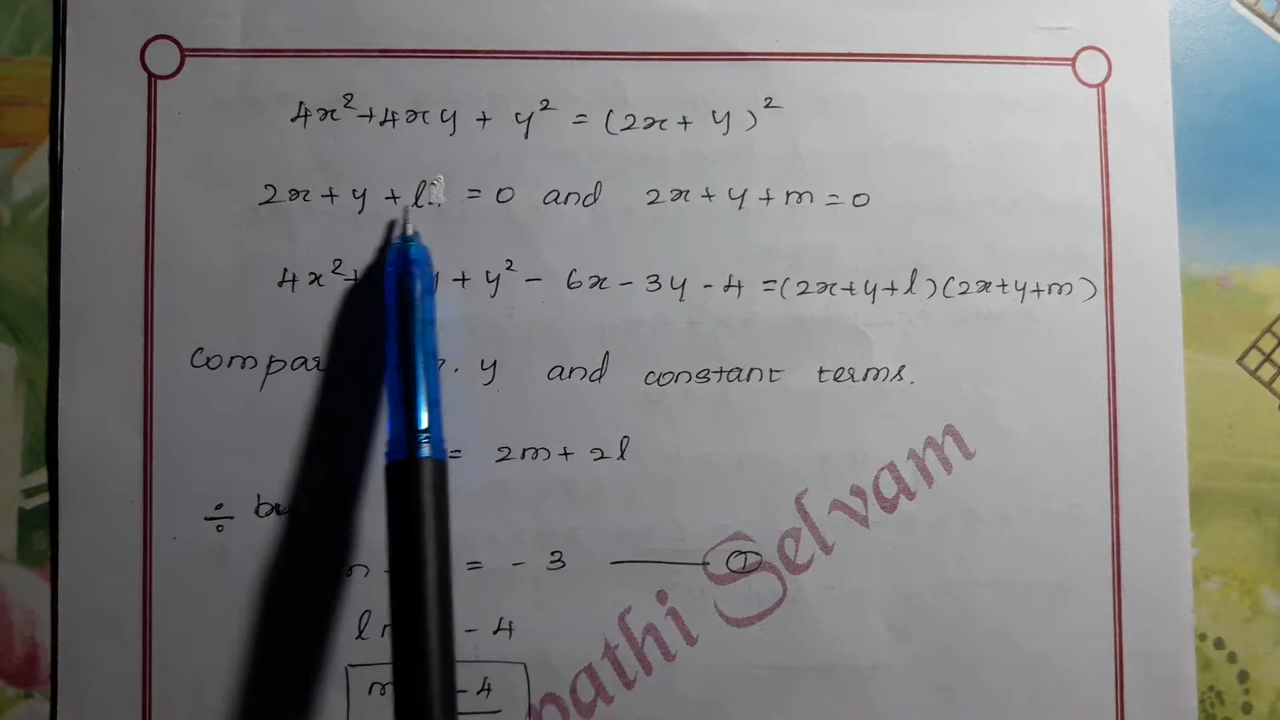 4x²+4xy + y² = (2x+ y)²
2x + y + l = 0 and 2x + y + m = 0
4x²+ y + y² - 6x - 3y - 4 =(2x+y+l)(2x+y+m)
y and constant terms.
= 2m + 2l
÷
= - 3 ①
- 4
- 4
pathi Selvam